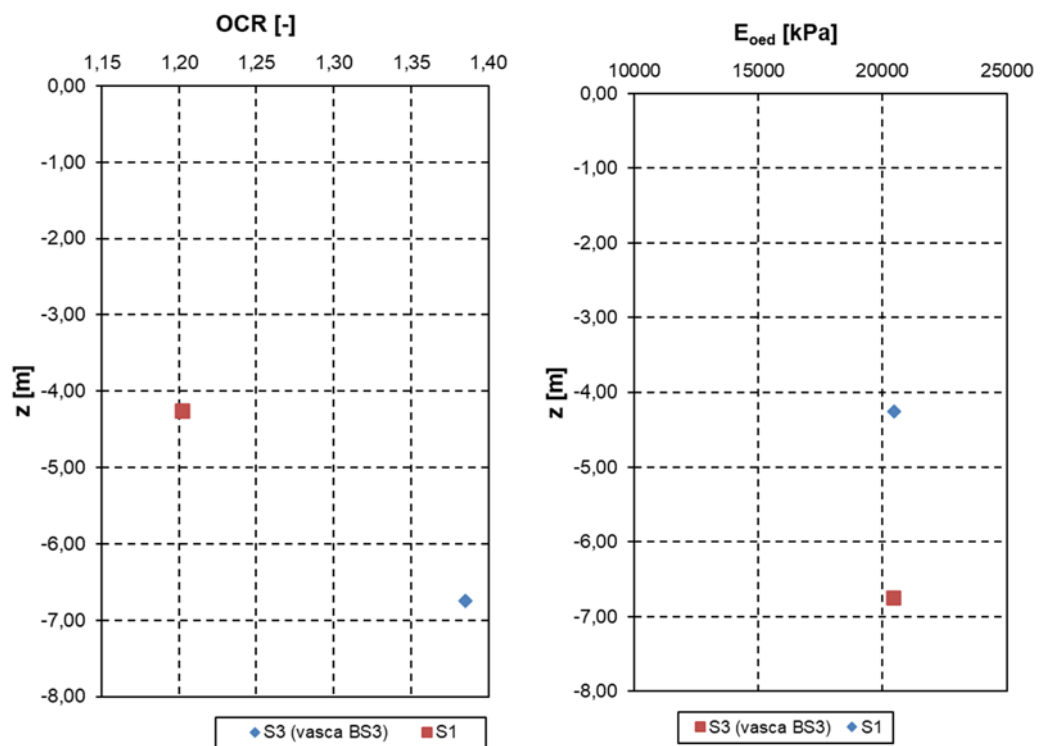 OCR [-]
1,15 1,20 1,25 1,30 1,35 1,40
0,00
-1,00
-2,00
-3,00
-4,00
-5,00
-6,00
-7,00
-8,00
z [m]
S3 (vasca BS3) S1
E_oed [kPa]
10000 15000 20000 25000
0,00
-1,00
-2,00
-3,00
-4,00
-5,00
-6,00
-7,00
-8,00
z [m]
S3 (vasca BS3) S1